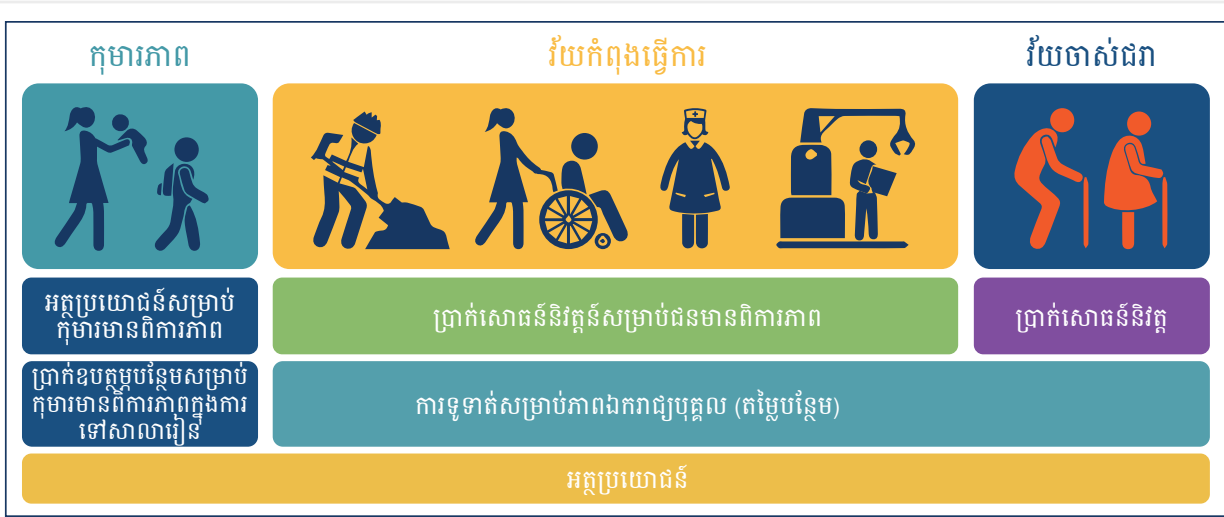 កុមារភាព
វ័យកំពុងធ្វើការ
វ័យចាស់ជរា
អត្ថប្រយោជន៍សម្រាប់
កុមារមានពិការភាព
ប្រាក់សោធន៍និវត្តន៍សម្រាប់ជនមានពិការភាព
ប្រាក់សោធន៍និវត្ត
ប្រាក់ឧបត្ថម្ភបន្ថែមសម្រាប់
កុមារមានពិការភាពក្នុងការ
ទៅសាលារៀន
ការទូទាត់សម្រាប់ភាពឯករាជ្យបុគ្គល (តម្លៃបន្ថែម)
អត្ថប្រយោជន៍